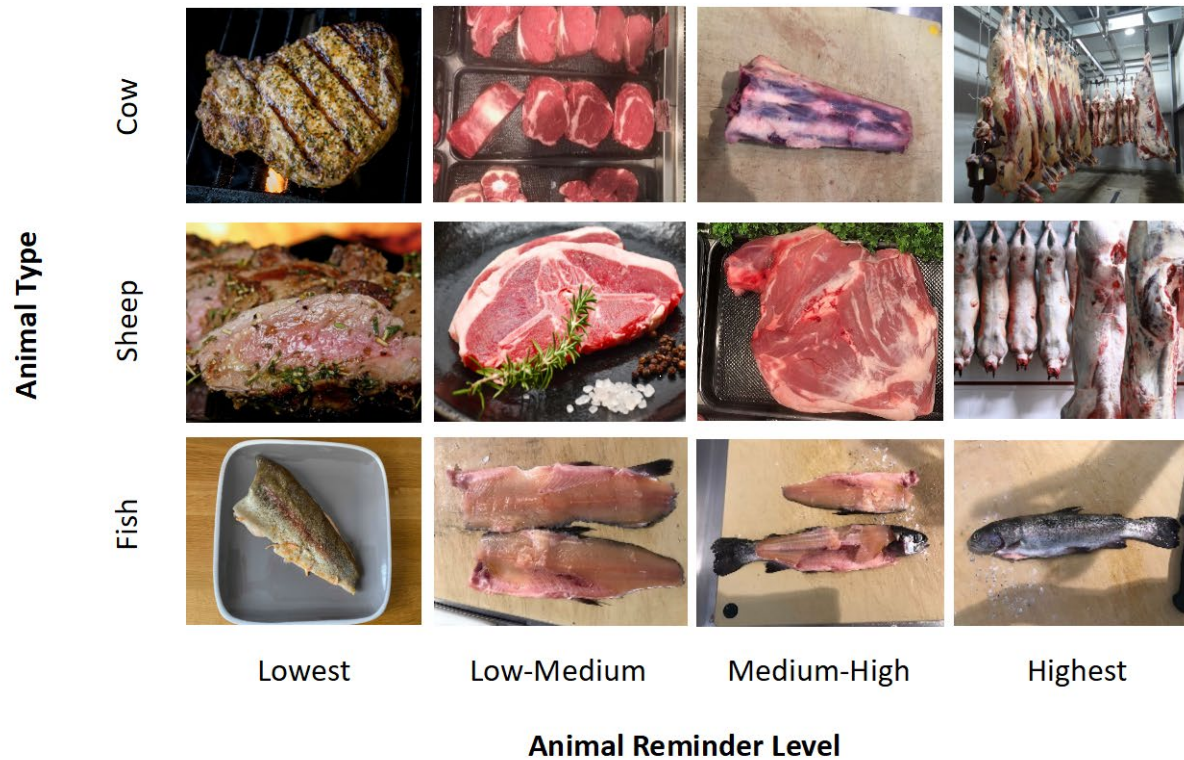 Animal Type
Cow
Sheep
Fish
Lowest
Low-Medium
Medium-High
Highest
Animal Reminder Level